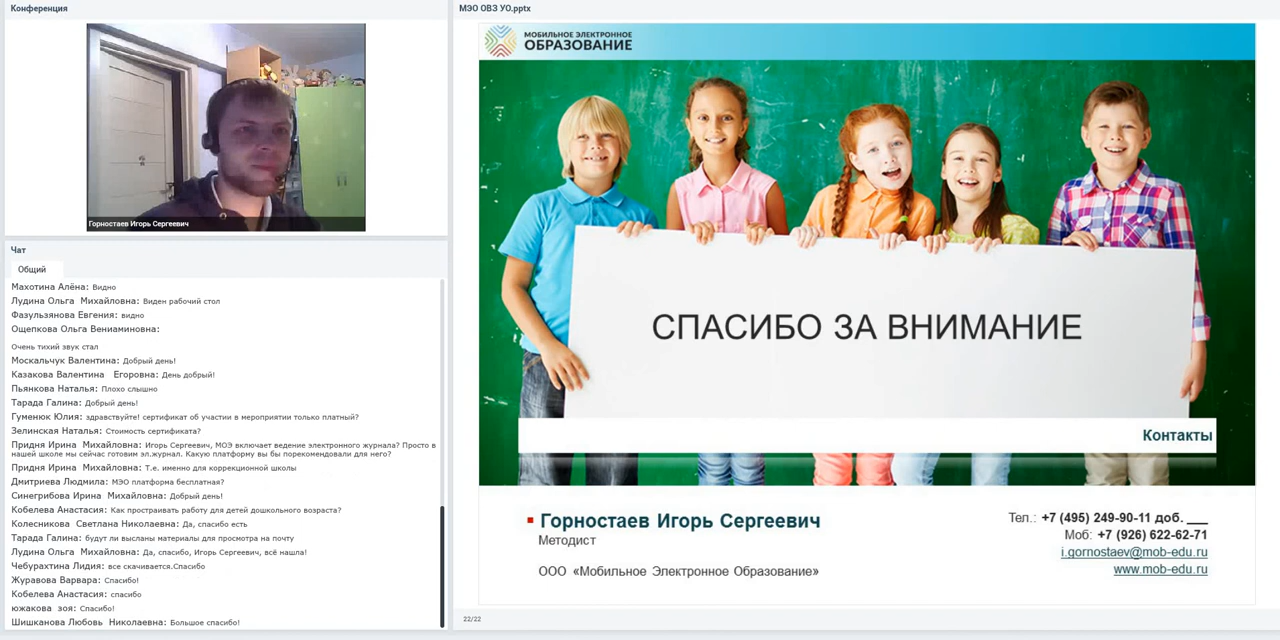 Конференция
Горностаев Игорь Сергеевич
Чат
Общий
Махотина Алёна: Видно
Лудина Ольга Михайловна: Виден рабочий стол
Фазульзянова Евгения: видно
Ощепкова Ольга Вениаминовна:
Очень тихий звук стал
Москальчук Валентина: Добрый день!
Казакова Валентина Егоровна: День добрый!
Пьянкова Наталья: Плохо слышно
Тарада Галина: Добрый день!
Гуменюк Юлия: здравствуйте! сертификат об участии в мероприятии только платный?
Зелинская Наталья: Стоимость сертификата?
Придня Ирина Михайловна: Игорь Сергеевич, МОЭ включает ведение электронного журнала? Просто в
нашей школе мы сейчас готовим эл.журнал. Какую платформу вы бы порекомендовали для него?
Придня Ирина Михайловна: Т.е. именно для коррекционной школы
Дмитриева Людмила: МЭО платформа бесплатная?
Синегрибова Ирина Михайловна: Добрый день!
Кобелева Анастасия: Как простраивать работу для детей дошкольного возраста?
Колесникова Светлана Николаевна: Да, спасибо есть
Тарада Галина: будут ли высланы материалы для просмотра на почту
Лудина Ольга Михайловна: Да, спасибо, Игорь Сергеевич, всё нашла!
Чебурахтина Лидия: все скачивается.Спасибо
Журавова Варвара: Спасибо!
Кобелева Анастасия: спасибо
южакова зоя: Спасибо!
Шишканова Любовь Николаевна: Большое спасибо!
МЭО ОВЗ УО.pptx
МОБИЛЬНОЕ ЭЛЕКТРОННОЕ
ОБРАЗОВАНИЕ
СПАСИБО ЗА ВНИМАНИЕ
Контакты
Горностаев Игорь Сергеевич
Методист
ООО «Мобильное Электронное Образование»
Тел.: +7 (495) 249-90-11 доб. ___
Моб: +7 (926) 622-62-71
i.gornostaev@mob-edu.ru
www.mob-edu.ru
22/22